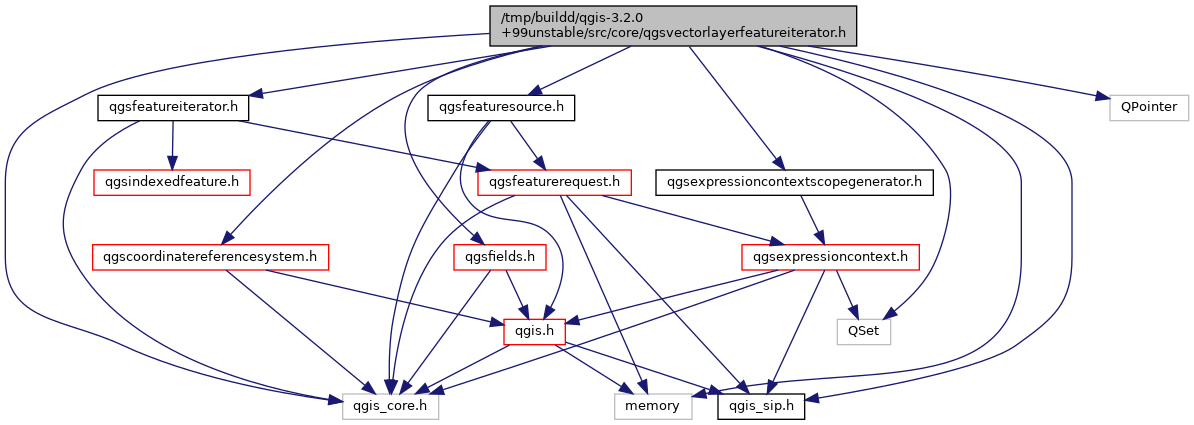 /tmp/buildd/qgis-3.2.0
+99unstable/src/core/qgsvectorlayerfeatureiterator.h
qgsfeatureiterator.h
qgsfeaturesource.h
QPointer
qgsindexedfeature.h
qgsfeaturerequest.h
qgsexpressioncontextscopegenerator.h
qgscoordinatereferencesystem.h
qgsfields.h
qgsexpressioncontext.h
qgis.h
QSet
qgis_core.h
memory
qgis_sip.h